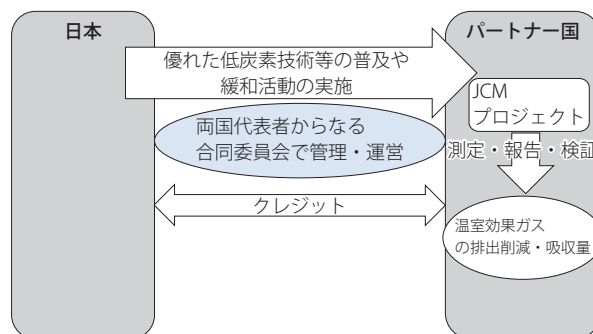 日本
パートナー国
優れた低炭素技術等の普及や
緩和活動の実施
JCM
プロジェクト
両国代表者からなる
合同委員会で管理・運営
測定・報告・検証
クレジット
温室効果ガス
の排出削減・吸収量